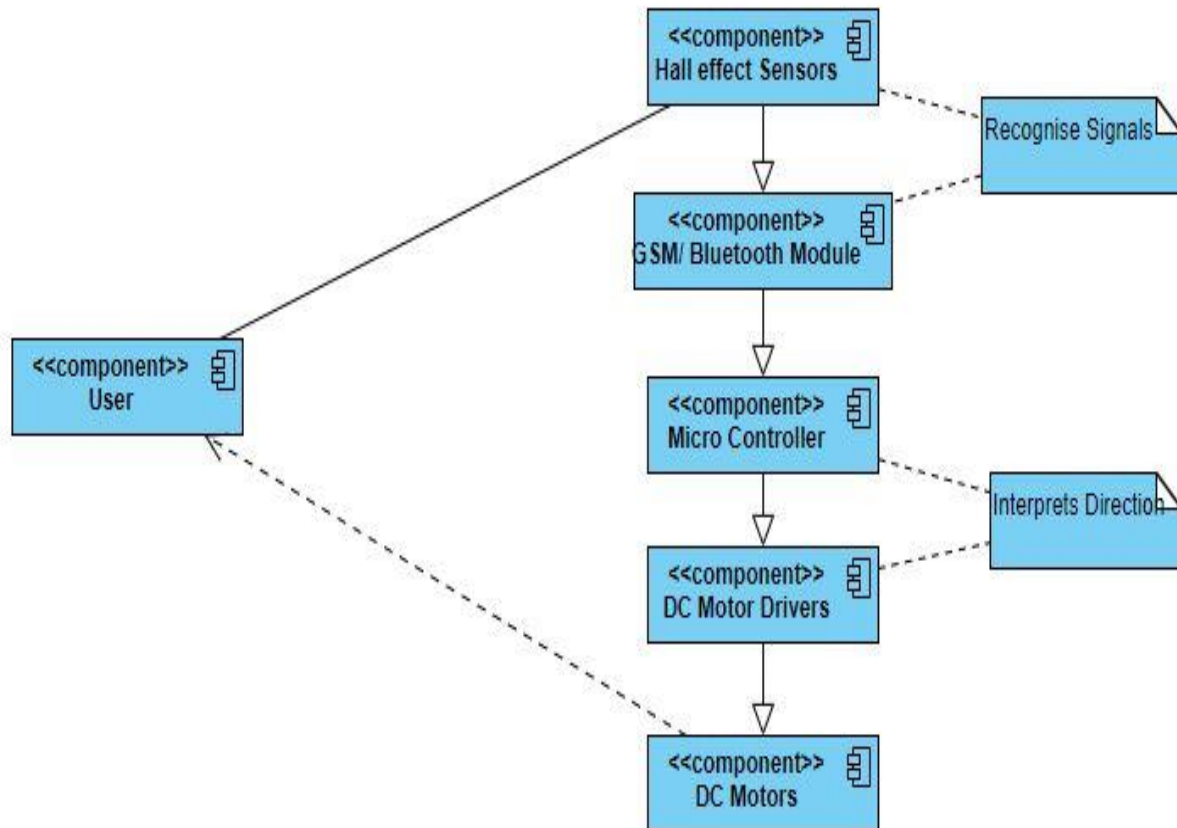 <<component>>
Hall effect Sensors
Recognise Signals
<<component>>
GSM/ Bluetooth Module
<<component>>
User
<<component>>
Micro Controller
Interprets Direction
<<component>>
DC Motor Drivers
<<component>>
DC Motors